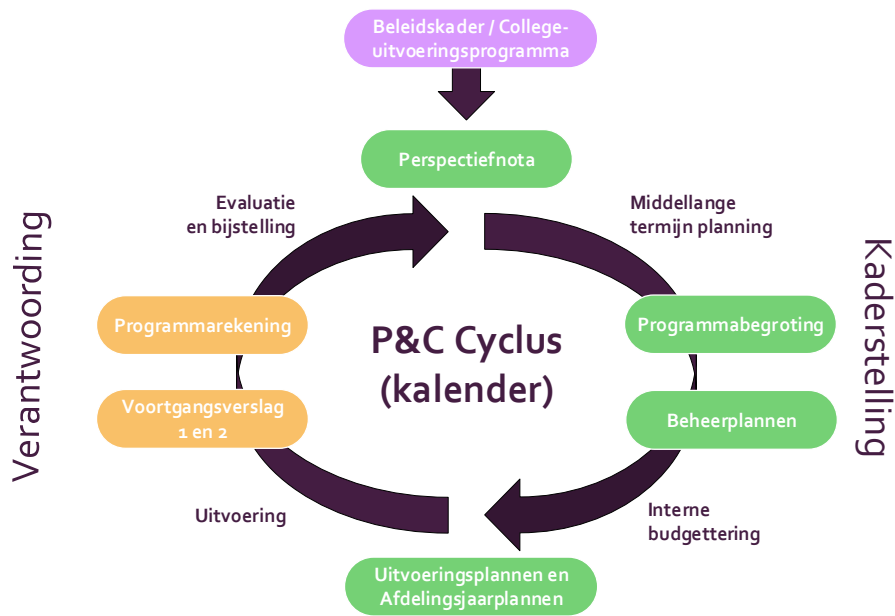 Beleidskader / College-
uitvoeringsprogramma
Perspectiefnota
Evaluatie
en bijstelling
Middellange
termijn planning
Verantwoording
Kaderstelling
Programmarekening
Programmabegroting
P&C Cyclus
(kalender)
Voortgangsverslag
1 en 2
Beheerplannen
Uitvoering
Interne
budgettering
Uitvoeringsplannen en
Afdelingsjaarplannen